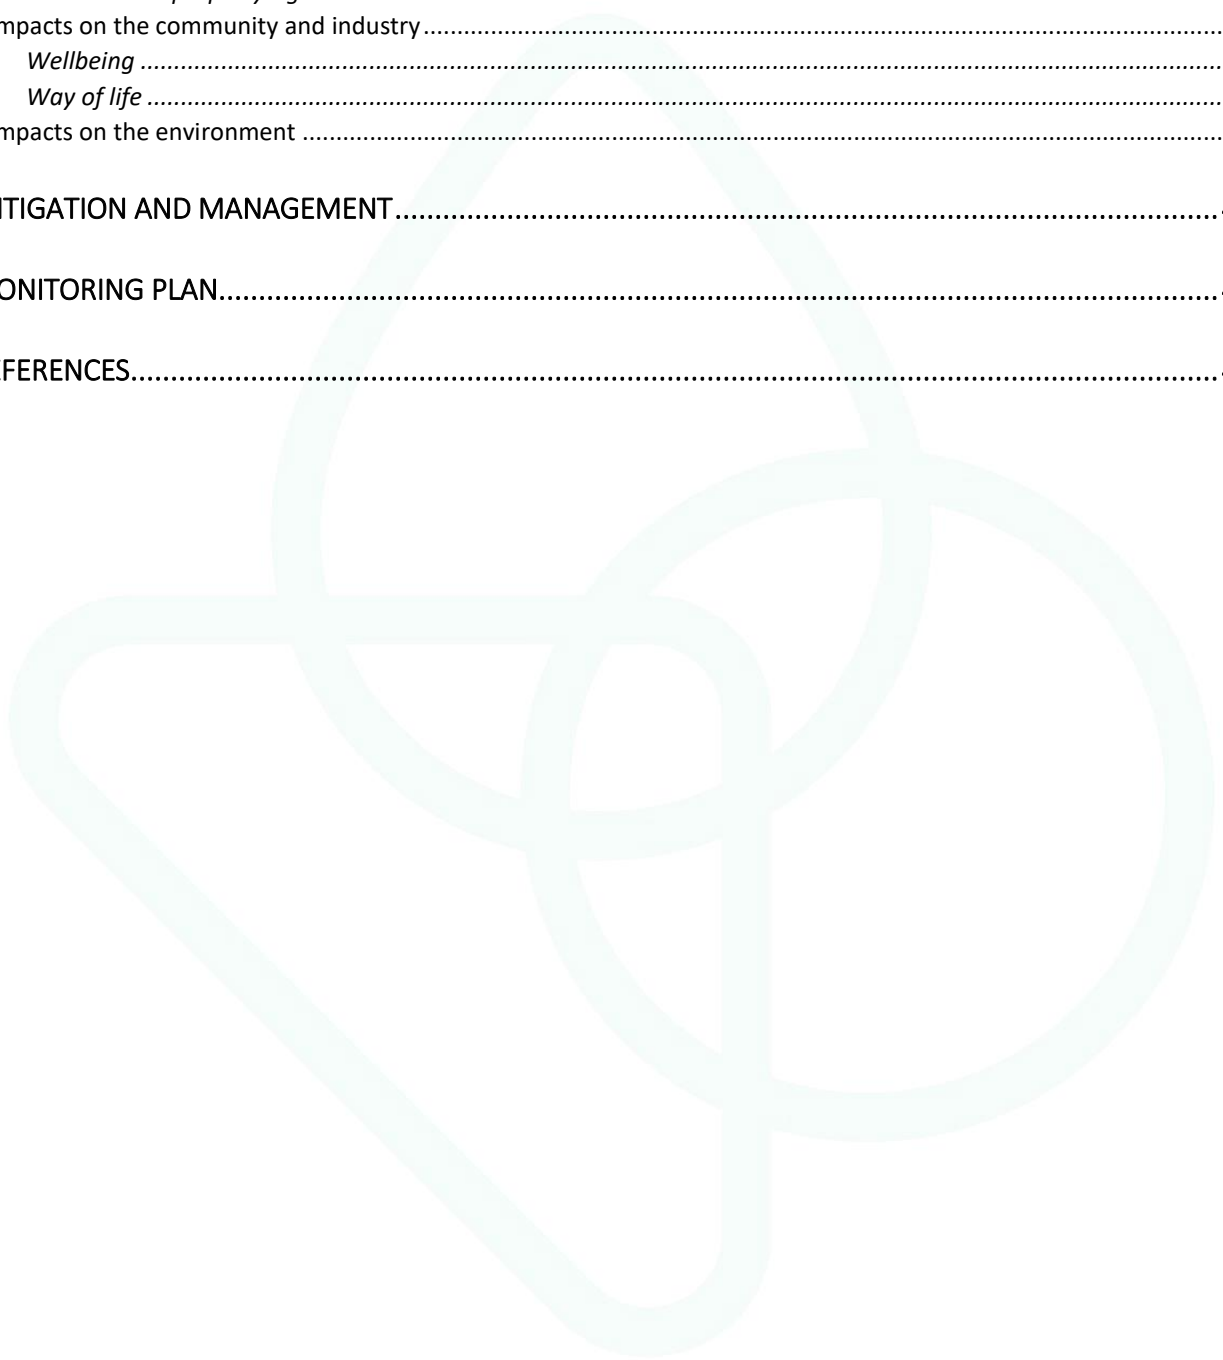 mpacts on the community and industry
Wellbeing
Way of life
mpacts on the environment
ITIGATION AND MANAGEMENT
ONITORING PLAN
EFERENCES